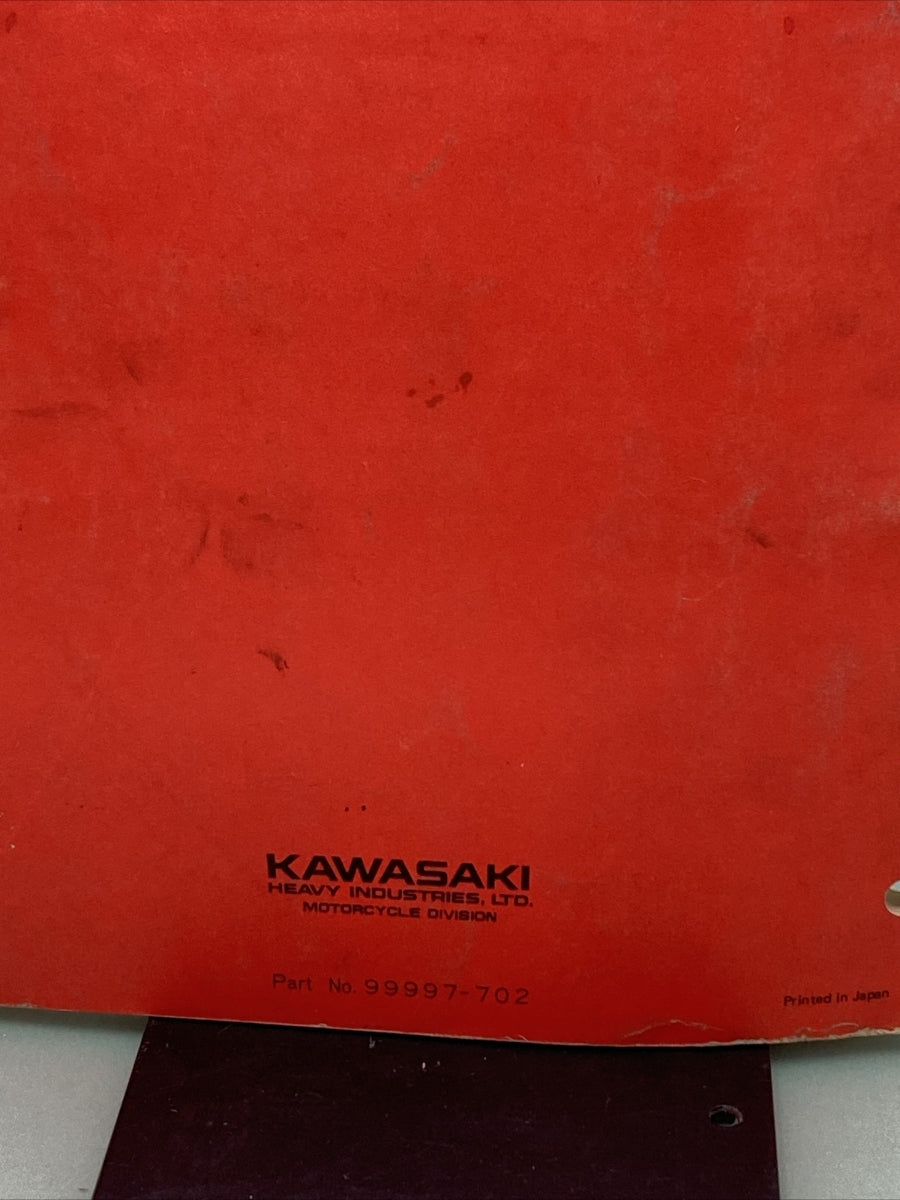 KAWASAKI
HEAVY INDUSTRIES, LTD.
MOTORCYCLE DIVISION
Part No. 99997-702
Printed in Japan